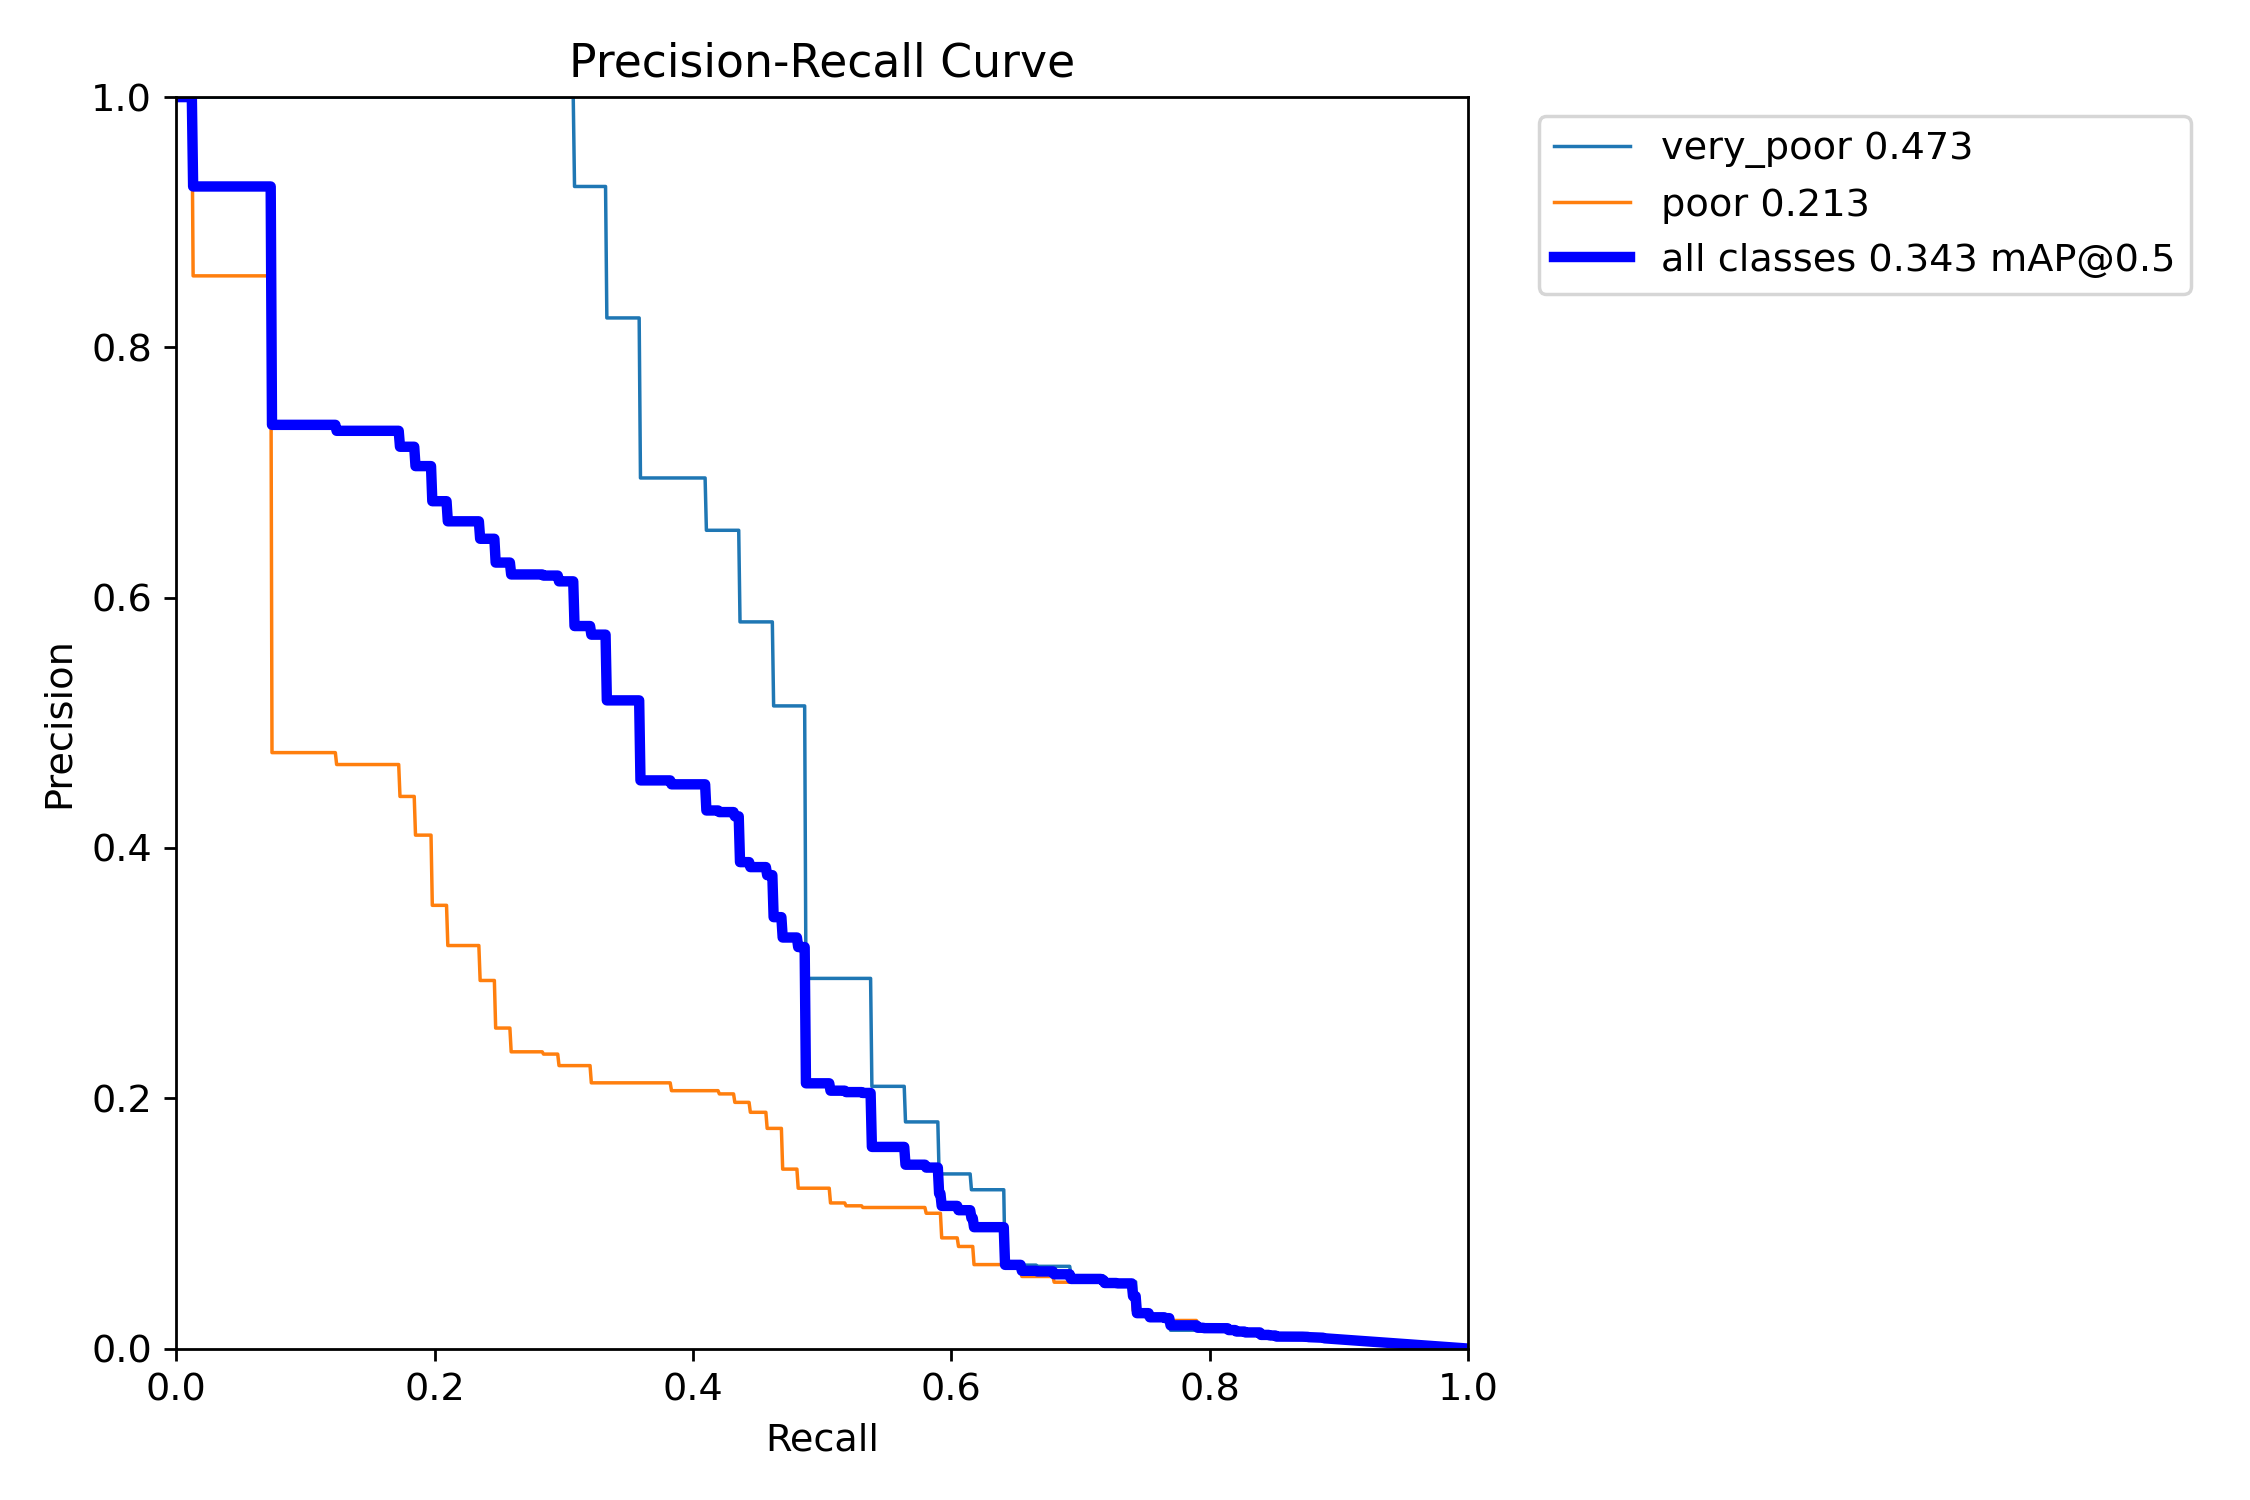 Precision-Recall Curve
1.0
0.8
0.6
0.4
0.2
0.0
Precision
0.0 0.2 0.4 0.6 0.8 1.0
Recall
very_poor 0.473
poor 0.213
all classes 0.343 mAP@0.5